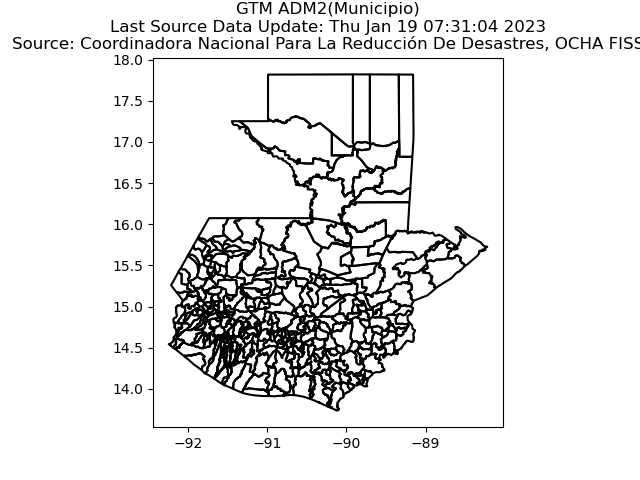 GTM ADM2(Municipio)
Last Source Data Update: Thu Jan 19 07:31:04 2023
Source: Coordinadora Nacional Para La Reducción De Desastres, OCHA FISS
18.0
17.5
17.0
16.5
16.0
15.5
15.0
14.5
14.0
−92 −91 −90 −89